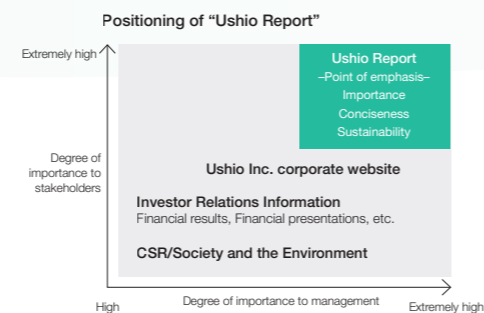 Positioning of “Ushio Report”
Extremely high
Ushio Report
–Point of emphasis–
Importance
Conciseness
Sustainability
Degree of
importance to
stakeholders
Ushio Inc. corporate website
Investor Relations Information
Financial results, Financial presentations, etc.
CSR/Society and the Environment
High
Degree of importance to management
Extremely high